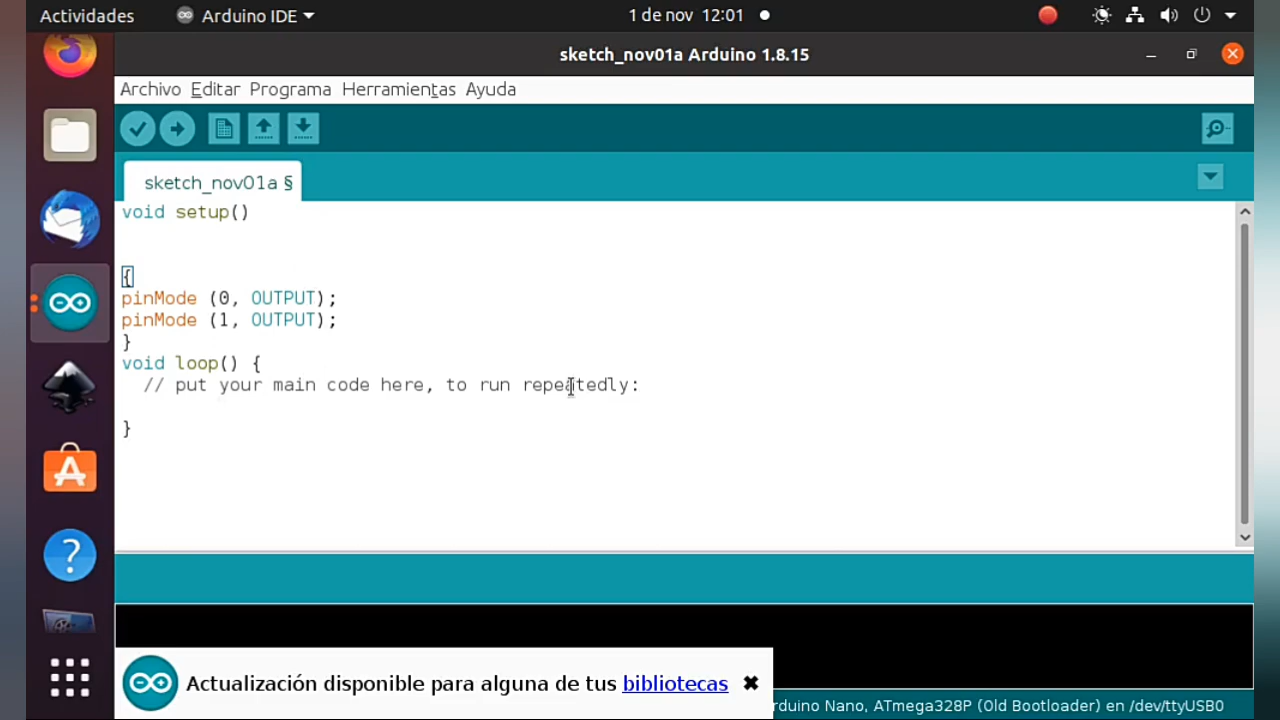 Actividades Arduino IDE 1 de nov 12:01
sketch_nov01a Arduino 1.8.15
Archivo Editar Programa Herramientas Ayuda
sketch_nov01a §
void setup()
{
pinMode (0, OUTPUT);
pinMode (1, OUTPUT);
}
void loop() {
// put your main code here, to run repeatedly:
}
Actualización disponible para alguna de tus bibliotecas
rduino Nano, ATmega328P (Old Bootloader) en /dev/ttyUSB0